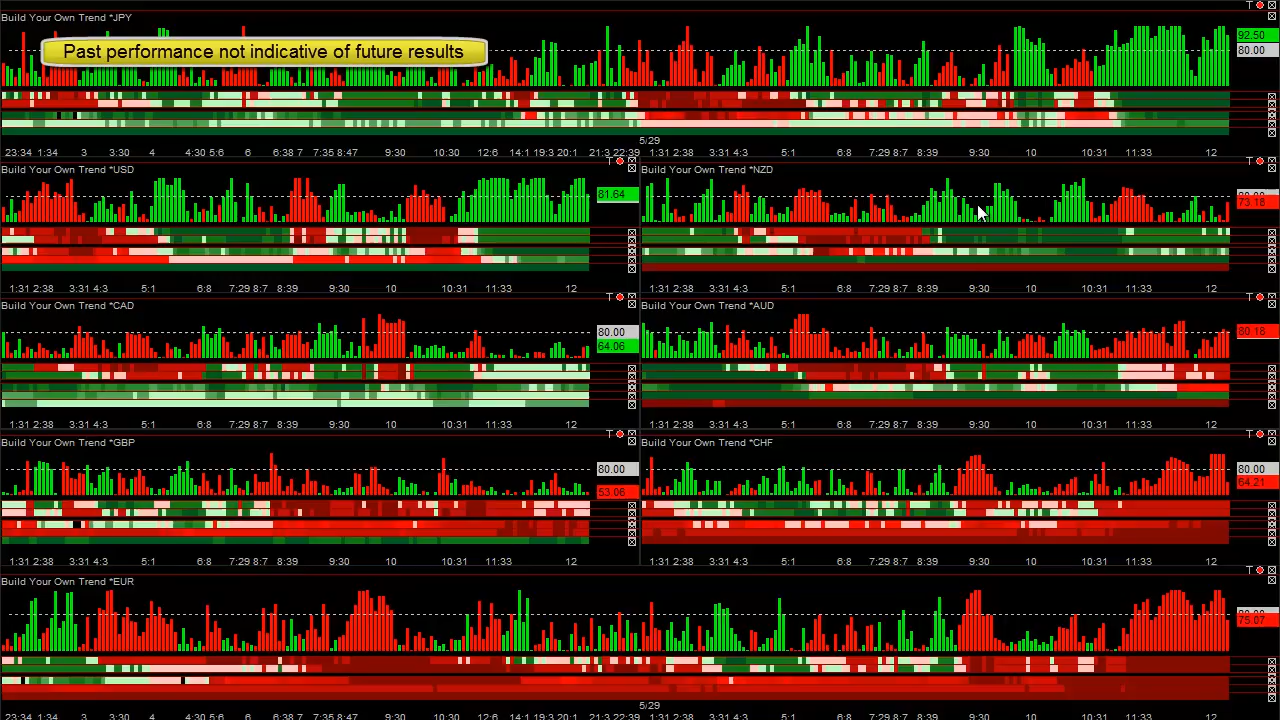 T
Build Your Own Trend *JPY
Past performance not indicative of future results
92.50
80.00
5/29
23:34 1:34 3 3:30 4 4:30 5:6 6:38 7 7:35 8:47 9:30 10:30 12:6 14:1 19:3 20:1 21:3 22:39 1:31 2:38 3:31 4:3 5:1 6:8 7:29 8:7 8:39 9:30 10 10:31 11:33 12
T T
Build Your Own Trend *USD
81.64
1:31 2:38 3:31 4:3 5:1 6:8 7:29 8:7 8:39 9:30 10 10:31 11:33 12
Build Your Own Trend *NZD
73.18
1:31 2:38 3:31 4:3 5:1 6:8 7:29 8:7 8:39 9:30 10 10:31 11:33 12
T T
Build Your Own Trend *CAD
80.00
64.06
1:31 2:38 3:31 4:3 5:1 6:8 7:29 8:7 8:39 9:30 10 10:31 11:33 12
Build Your Own Trend *AUD
80.18
1:31 2:38 3:31 4:3 5:1 6:8 7:29 8:7 8:39 9:30 10 10:31 11:33 12
T T
Build Your Own Trend *GBP
80.00
53.06
1:31 2:38 3:31 4:3 5:1 6:8 7:29 8:7 8:39 9:30 10 10:31 11:33 12
Build Your Own Trend *CHF
80.00
64.21
1:31 2:38 3:31 4:3 5:1 6:8 7:29 8:7 8:39 9:30 10 10:31 11:33 12
T
Build Your Own Trend *EUR
75.07
5/29
23:34 1:34 3 3:30 4 4:30 5:6 6:38 7 7:35 8:47 9:30 10:30 12:6 14:1 19:3 20:1 21:3 22:39 1:31 2:38 3:31 4:3 5:1 6:8 7:29 8:7 8:39 9:30 10 10:31 11:33 12